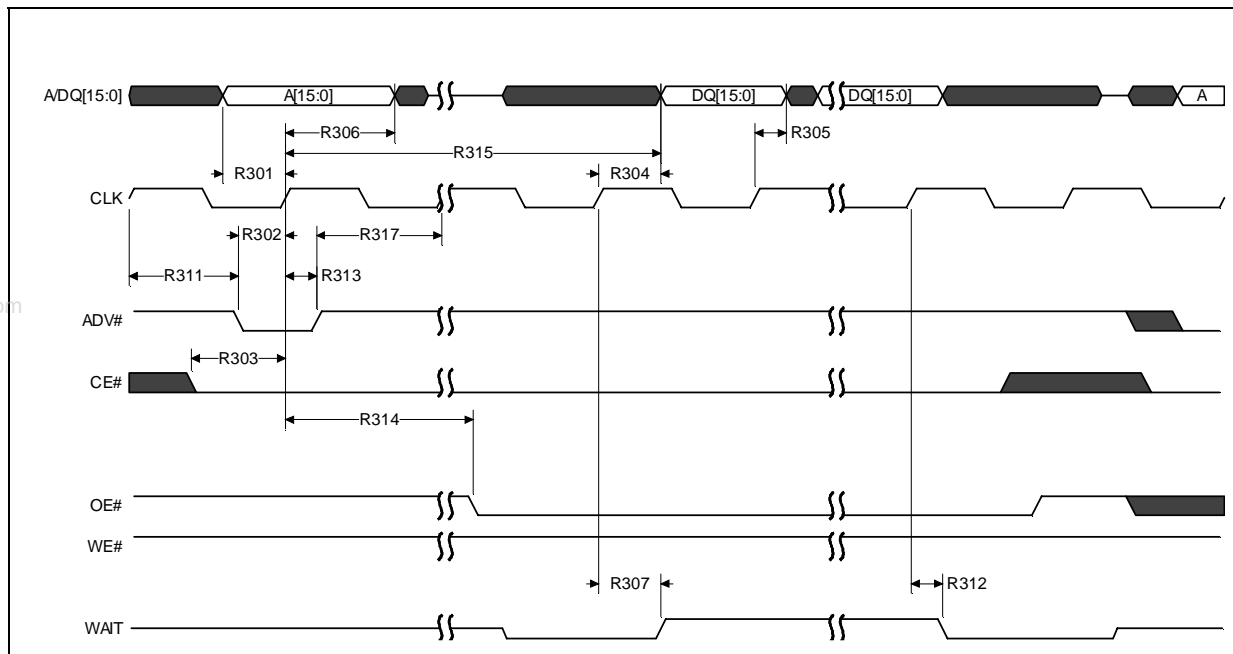 A/DQ[15:0]
A[15:0]
DQ[15:0]
DQ[15:0]
A
R306
R305
R315
R301
R304
CLK
R302
R317
R311
R313
om
ADV#
R303
CE#
R314
OE#
WE#
R307
R312
WAIT